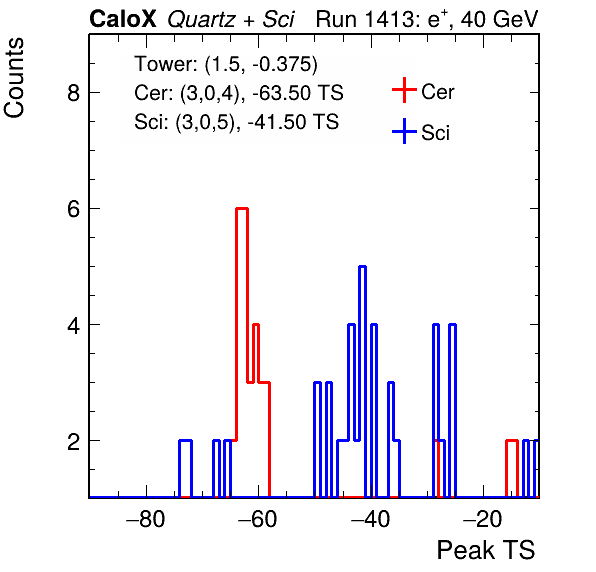 CaloX Quartz + Sci Run 1413: e+, 40 GeV
Counts
Tower: (1.5, -0.375)
Cer: (3,0,4), -63.50 TS
Sci: (3,0,5), -41.50 TS
Cer
Sci
8
6
4
2
−80 −60 −40 −20
Peak TS